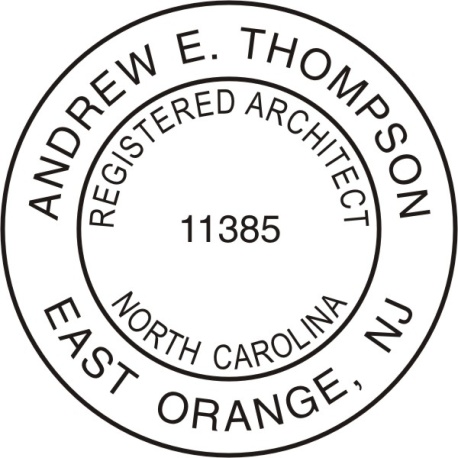 ANDREW E. THOMPSON
REGISTERED ARCHITECT
11385
NORTH CAROLINA
EAST ORANGE, NJ